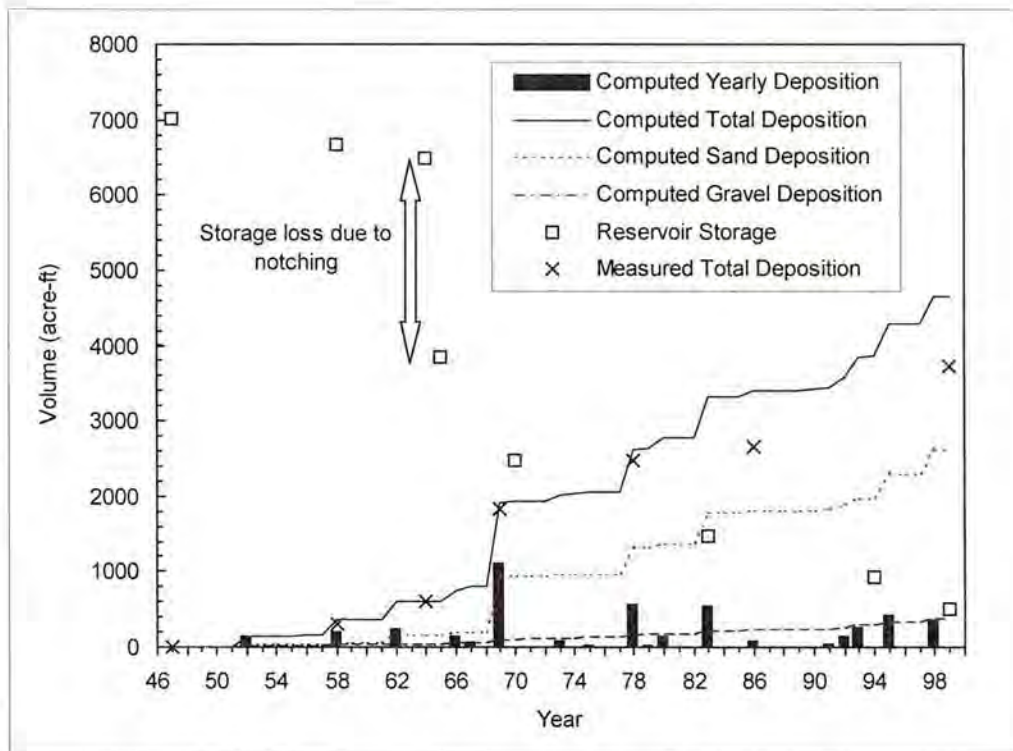 8000
7000
6000
5000
4000
3000
2000
1000
0
Volume (acre-ft)
Computed Yearly Deposition
Computed Total Deposition
Computed Sand Deposition
Computed Gravel Deposition
Reservoir Storage
Measured Total Deposition
Storage loss due to
notching
46 50 54 58 62 66 70 74 78 82 86 90 94 98
Year